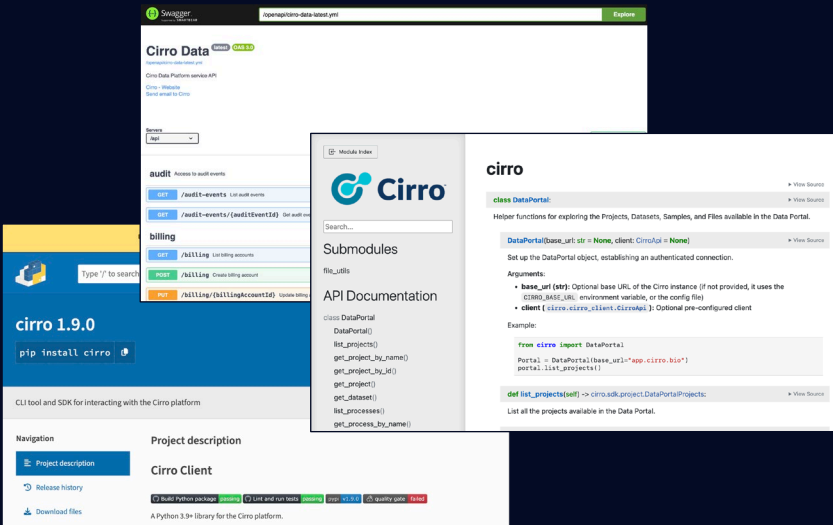 Swagger
/openapi/cirro-data-latest.yml
Explore
Cirro Data latest OAS 3.0
/openapi/cirro-data-latest.yml
Cirro Data Platform service API
Cirro - Website
Send email to Cirro
Servers
/api
audit Access to audit events
GET /audit-events List audit events
GET /audit-events/{auditEventId} Get audit eve
billing
GET /billing List billing accounts
POST /billing Create billing account
PUT /billing/{billingAccountId} Update billing a
Module Index
Cirro
Search...
Submodules
file_utils
API Documentation
class DataPortal
DataPortal()
list_projects()
get_project_by_name()
get_project_by_id()
get_project()
get_dataset()
list_processes()
get_process_by_name()
cirro
View Source
class DataPortal:
View Source
Helper functions for exploring the Projects, Datasets, Samples, and Files available in the Data Portal.
DataPortal(base_url: str = None, client: CirroApi = None)
View Source
Set up the DataPortal object, establishing an authenticated connection.
Arguments:
• base_url (str): Optional base URL of the Cirro instance (if not provided, it uses the
CIRRO_BASE_URL environment variable, or the config file)
• client ( cirro.cirro_client.CirroApi ): Optional pre-configured client
Example:
from cirro import DataPortal
Portal = DataPortal(base_url="app.cirro.bio")
portal.list_projects()
def list_projects(self) -> cirro.sdk.project.DataPortalProjects:
View Source
List all the projects available in the Data Portal.
Type '/' to search
cirro 1.9.0
pip install cirro
CLI tool and SDK for interacting with the Cirro platform
Navigation
Project description
Release history
Download files
Project description
Cirro Client
Build Python package passing Lint and run tests passing pypi v1.9.0 quality gate failed
A Python 3.9+ library for the Cirro platform.